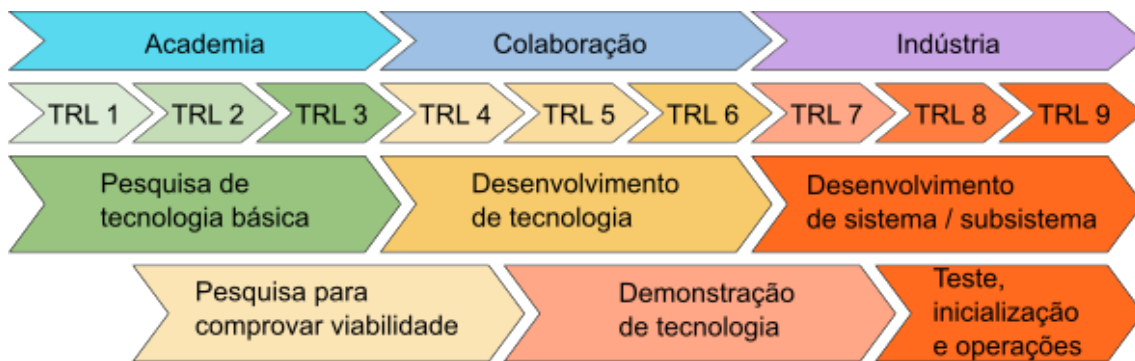 Academia
Colaboração
Indústria
TRL 1
TRL 2
TRL 3
TRL 4
TRL 5
TRL 6
TRL 7
TRL 8
TRL 9
Pesquisa de
tecnologia básica
Desenvolvimento
de tecnologia
Desenvolvimento
de sistema / subsistema
Pesquisa para
comprovar viabilidade
Demonstração
de tecnologia
Teste,
inicialização
e operações